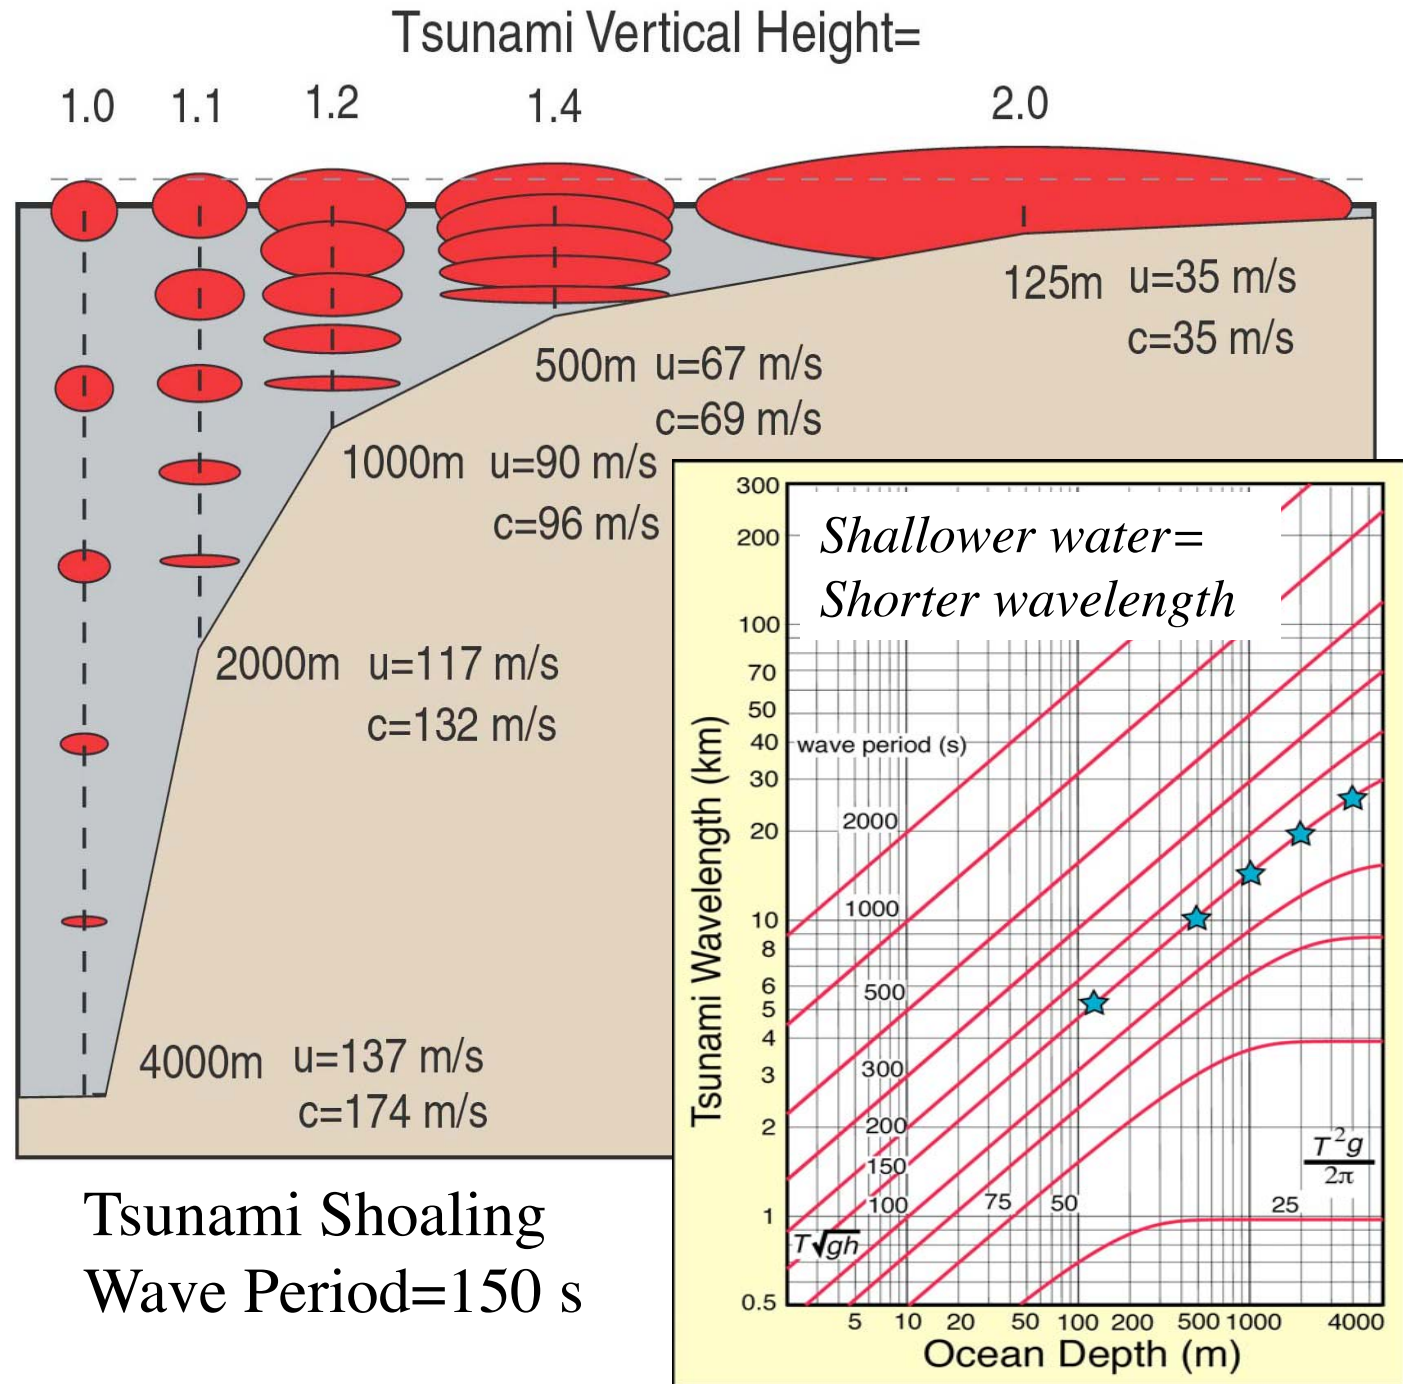 Tsunami Vertical Height=
1.0 1.1 1.2 1.4 2.0
125m u=35 m/s
c=35 m/s
500m u=67 m/s
c=69 m/s
1000m u=90 m/s
c=96 m/s
2000m u=117 m/s
c=132 m/s
4000m u=137 m/s
c=174 m/s
Tsunami Shoaling
Wave Period=150 s
Shallower water=
Shorter wavelength
Tsunami Wavelength (km)
300
200
100
70
50
40
30
20
10
8
6
5
4
3
2
1
0.5
wave period (s)
2000
1000
500
300
200
150
100
75
50
25
T√gh
T²g
2π
5 10 20 50 100 200 500 1000 4000
Ocean Depth (m)